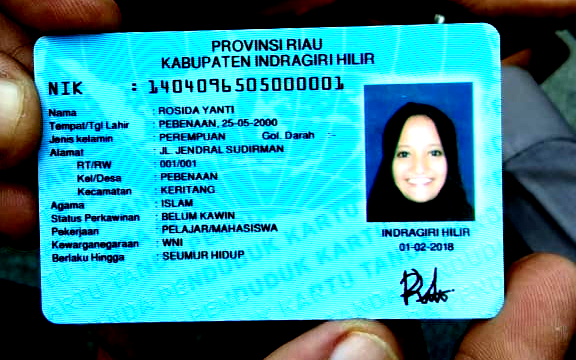 PROVINSI RIAU
KABUPATEN INDRAGIRI HILIR
NIK : 1404096505000001
Nama : ROSIDA YANTI
Tempat/Tgl Lahir : PEBENAAN, 25-05-2000
Jenis kelamin : PEREMPUAN Gol. Darah :-
Alamat : JL. JENDRAL SUDIRMAN
RT/RW : 001/001
Kel/Desa : PEBENAAN
Kecamatan : KERITANG
Agama : ISLAM
Status Perkawinan : BELUM KAWIN
Pekerjaan : PELAJAR/MAHASISWA
Kewarganegaraan : WNI
Berlaku Hingga : SEUMUR HIDUP
INDRAGIRI HILIR
01-02-2018